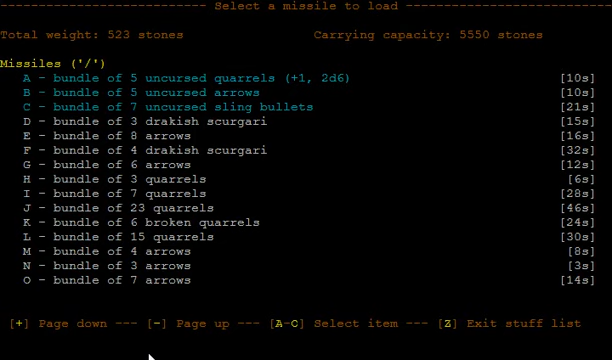 Select a missile to load
Total weight: 523 stones Carrying capacity: 5550 stones
Missiles ('/')
A - bundle of 5 uncursed quarrels (+1, 2d6) [10s]
B - bundle of 5 uncursed arrows [10s]
C - bundle of 7 uncursed sling bullets [21s]
D - bundle of 3 drakish scurgari [15s]
E - bundle of 8 arrows [16s]
F - bundle of 4 drakish scurgari [32s]
G - bundle of 6 arrows [12s]
H - bundle of 3 quarrels [6s]
I - bundle of 7 quarrels [28s]
J - bundle of 23 quarrels [46s]
K - bundle of 6 broken quarrels [24s]
L - bundle of 15 quarrels [30s]
M - bundle of 4 arrows [8s]
N - bundle of 3 arrows [3s]
O - bundle of 7 arrows [14s]
[+] Page down --- [-] Page up --- [A-O] Select item --- [Z] Exit stuff list